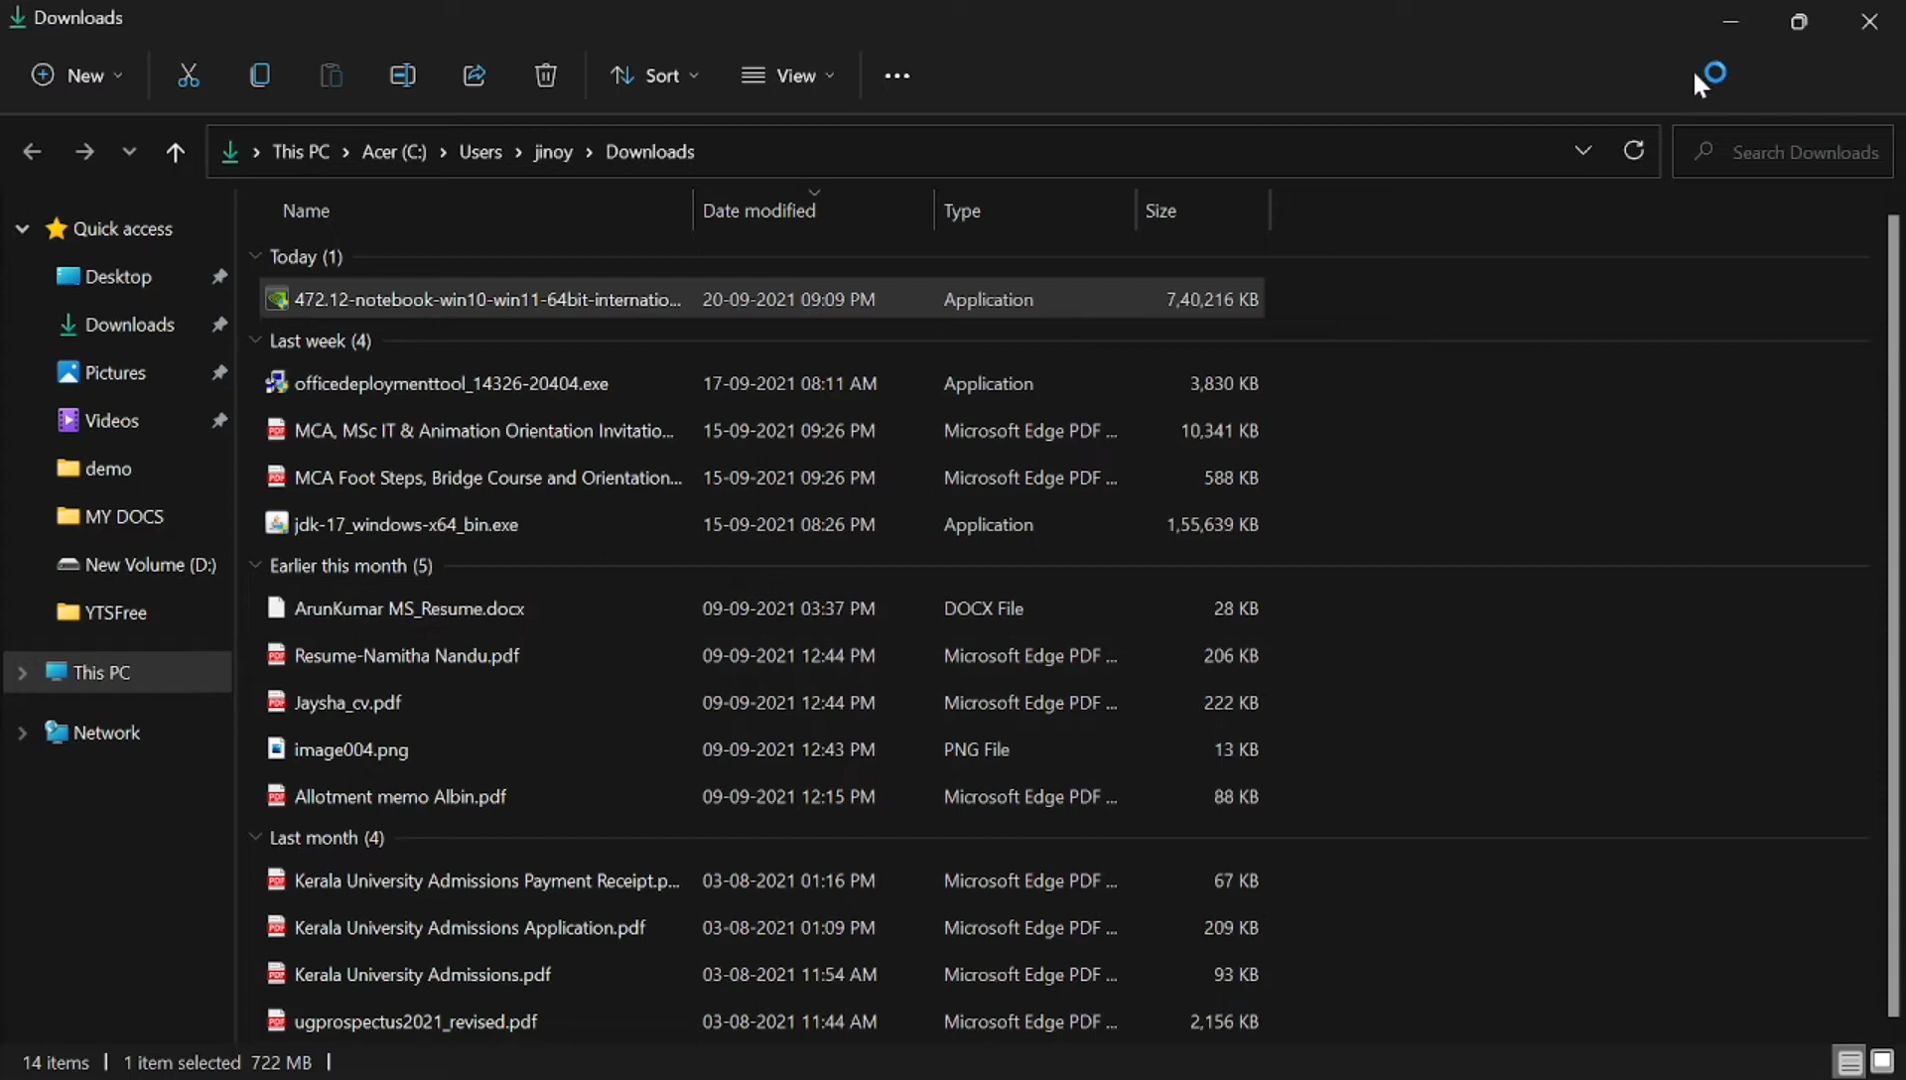 Downloads
New
Sort
View
This PC > Acer (C:) > Users > jinoy > Downloads
Search Downloads
Name Date modified Type Size
Quick access
Desktop
Downloads
Pictures
Videos
demo
MY DOCS
New Volume (D:)
YTSFree
This PC
Network
Today (1)
472.12-notebook-win10-win11-64bit-internatio... 20-09-2021 09:09 PM Application 7,40,216 KB
Last week (4)
officedeploymenttool_14326-20404.exe 17-09-2021 08:11 AM Application 3,830 KB
MCA, MSc IT & Animation Orientation Invitatio... 15-09-2021 09:26 PM Microsoft Edge PDF ... 10,341 KB
MCA Foot Steps, Bridge Course and Orientation... 15-09-2021 09:26 PM Microsoft Edge PDF ... 588 KB
jdk-17_windows-x64_bin.exe 15-09-2021 08:26 PM Application 1,55,639 KB
Earlier this month (5)
ArunKumar MS_Resume.docx 09-09-2021 03:37 PM DOCX File 28 KB
Resume-Namitha Nandu.pdf 09-09-2021 12:44 PM Microsoft Edge PDF ... 206 KB
Jaysha_cv.pdf 09-09-2021 12:44 PM Microsoft Edge PDF ... 222 KB
image004.png 09-09-2021 12:43 PM PNG File 13 KB
Allotment memo Albin.pdf 09-09-2021 12:15 PM Microsoft Edge PDF ... 88 KB
Last month (4)
Kerala University Admissions Payment Receipt.p... 03-08-2021 01:16 PM Microsoft Edge PDF ... 67 KB
Kerala University Admissions Application.pdf 03-08-2021 01:09 PM Microsoft Edge PDF ... 209 KB
Kerala University Admissions.pdf 03-08-2021 11:54 AM Microsoft Edge PDF ... 93 KB
ugprospectus2021_revised.pdf 03-08-2021 11:44 AM Microsoft Edge PDF ... 2,156 KB
14 items | 1 item selected 722 MB |